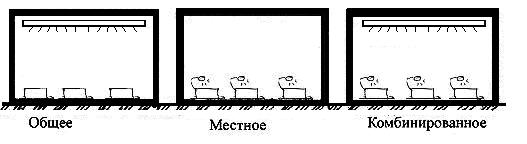 Общее
Местное
Комбинированное